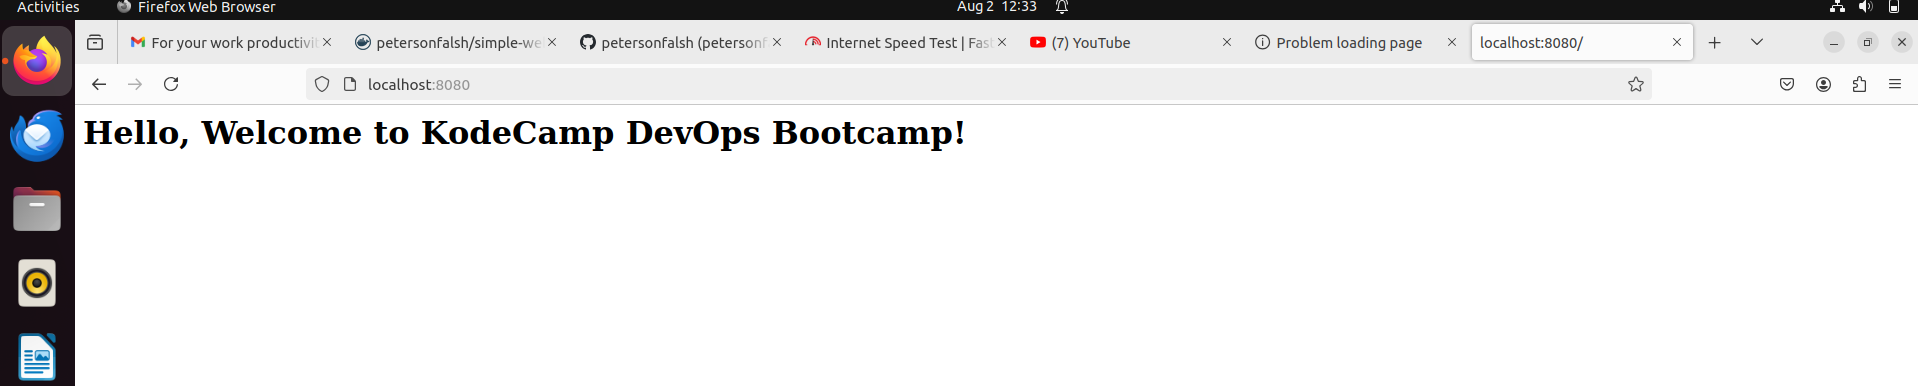 Activities Firefox Web Browser Aug 2 12:33
For your work productivit petersonfalsh/simple-we petersonfalsh (petersonf Internet Speed Test | Fast (7) YouTube Problem loading page localhost:8080/
localhost:8080
Hello, Welcome to KodeCamp DevOps Bootcamp!